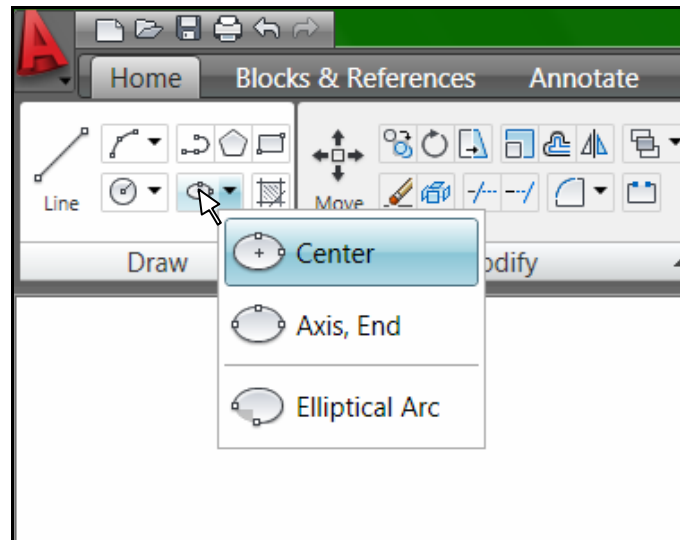 Home Blocks & References Annotate
Line Move
Draw odify
Center
Axis, End
Elliptical Arc